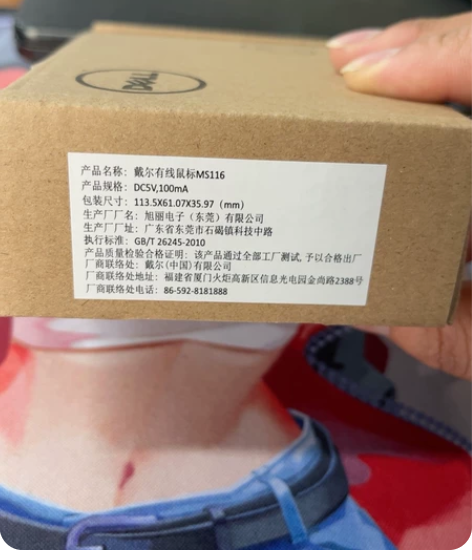 DELL
产品名称：戴尔有线鼠标MS116
产品规格：DC5V,100mA
包装尺寸：113.5X61.07X35.97（mm）
生产厂厂名：旭丽电子（东莞）有限公司
生产厂厂址：广东省东莞市石碣镇科技中路
执行标准：GB/T 26245-2010
产品质量检验合格证明：该产品通过全部工厂测试,予以合格出厂
厂商联络处：戴尔(中国)有限公司
厂商联络处地址：福建省厦门火炬高新区信息光电园金尚路2388号
厂商联络处电话：86-592-8181888